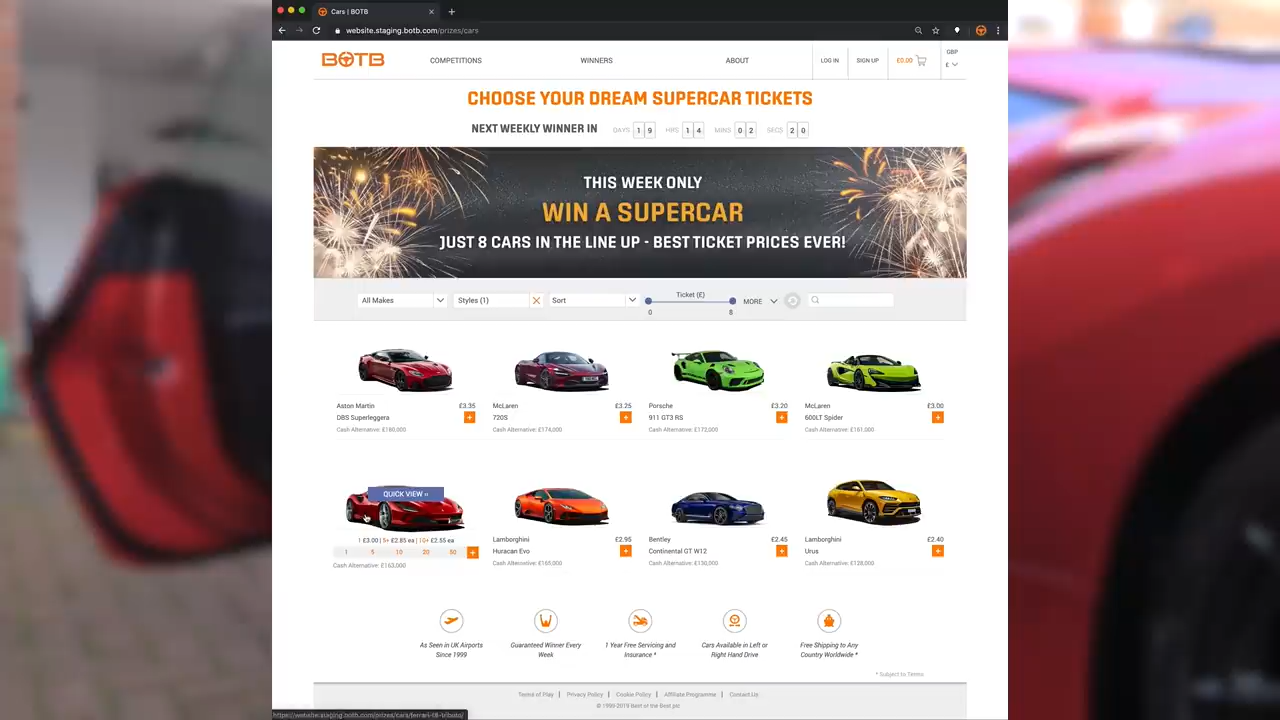 Cars | BOTB
website.staging.botb.com/prizes/cars
BOTB
COMPETITIONS
WINNERS
ABOUT
LOG IN
SIGN UP
£0.00
GBP
£
CHOOSE YOUR DREAM SUPERCAR TICKETS
NEXT WEEKLY WINNER IN DAYS 1 9 HRS 1 4 MINS 0 2 SECS 2 0
THIS WEEK ONLY
WIN A SUPERCAR
JUST 8 CARS IN THE LINE UP - BEST TICKET PRICES EVER!
All Makes
Styles (1)
Sort
Ticket (£)
0
8
MORE
Aston Martin £3.35
DBS Superleggera
Cash Alternative: £180,000
McLaren £3.25
720S
Cash Alternative: £174,000
Porsche £3.20
911 GT3 RS
Cash Alternative: £172,000
McLaren £3.00
600LT Spider
Cash Alternative: £161,000
QUICK VIEW ››
1 £3.00 | 5+ £2.85 ea | 10+ £2.55 ea
1 5 10 20 50 +
Cash Alternative: £163,000
Lamborghini £2.95
Huracan Evo
Cash Alternative: £165,000
Bentley £2.45
Continental GT W12
Cash Alternative: £130,000
Lamborghini £2.40
Urus
Cash Alternative: £128,000
As Seen in UK Airports
Since 1999
Guaranteed Winner Every
Week
1 Year Free Servicing and
Insurance *
Cars Available in Left or
Right Hand Drive
Free Shipping to Any
Country Worldwide *
* Subject to Terms
Terms of Play | Privacy Policy | Cookie Policy | Affiliate Programme | Contact Us
© 1999-2019 Best of the Best plc
https://website.staging.botb.com/prizes/cars/ferrari-f8-tributo/